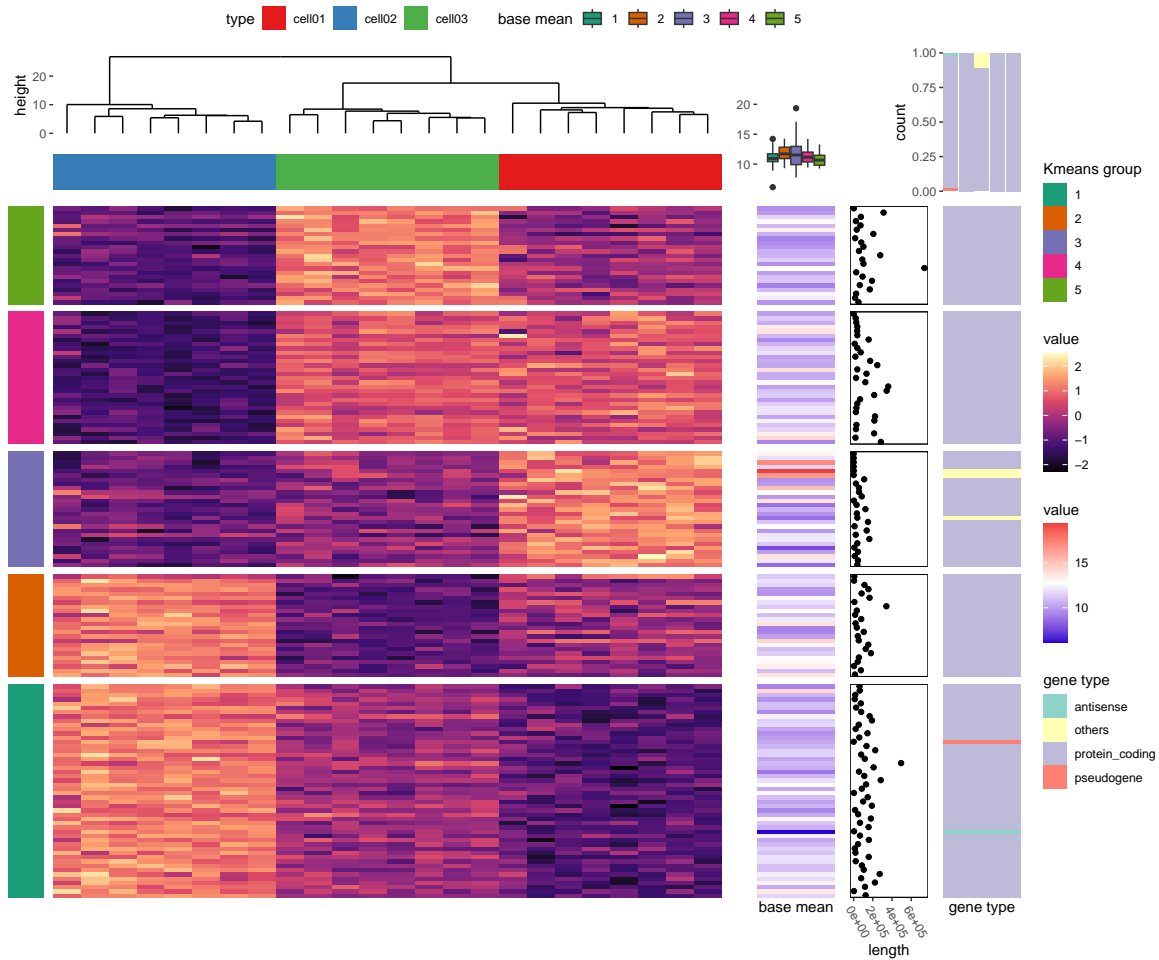 type cell01 cell02 cell03 base mean 1 2 3 4 5
height
20
10
0
20
15
10
count
1.00
0.75
0.50
0.25
0.00
Kmeans group
1
2
3
4
5
value
2
1
0
−1
−2
value
15
10
gene type
antisense
others
protein_coding
pseudogene
base mean
0e+00
2e+05
4e+05
6e+05
length
gene type